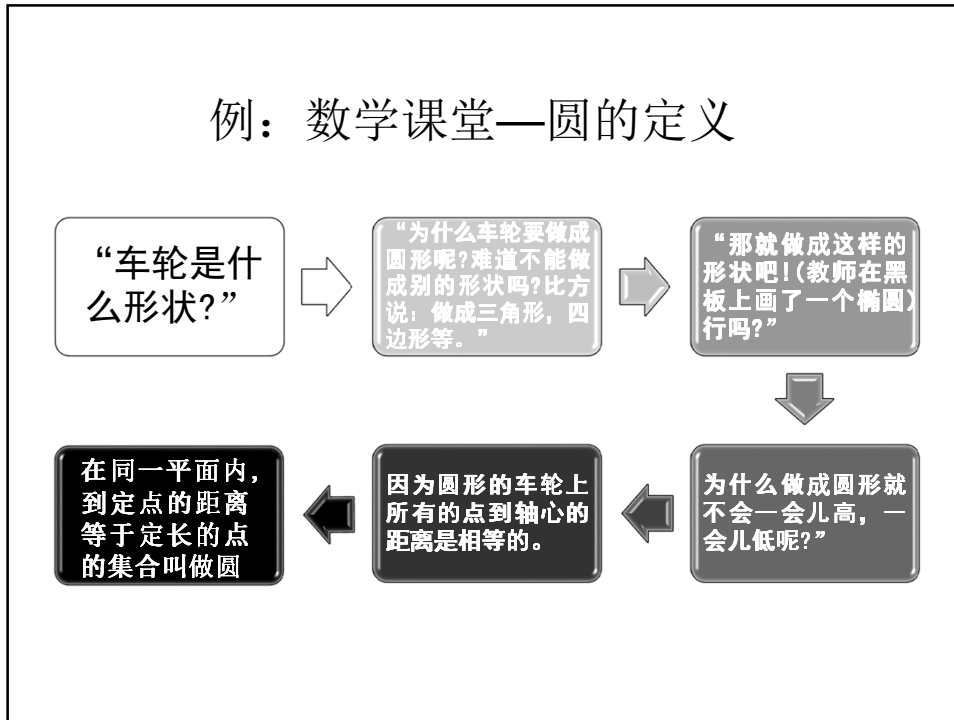 例：数学课堂—圆的定义
“车轮是什
么形状?”
“为什么车轮要做成
圆形呢?难道不能做
成别的形状吗?比方
说：做成三角形，四
边形等。”
“那就做成这样的
形状吧!(教师在黑
板上画了一个椭圆)
行吗?”
为什么做成圆形就
不会一会儿高，一
会儿低呢?”
因为圆形的车轮上
所有的点到轴心的
距离是相等的。
在同一平面内，
到定点的距离
等于定长的点
的集合叫做圆